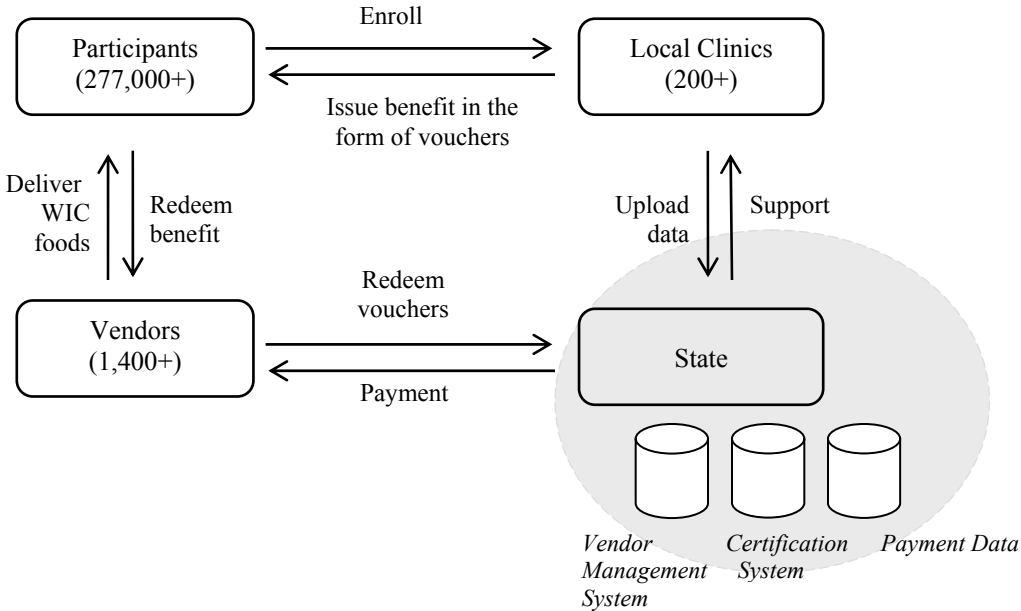 Enroll
Participants
(277,000+)
Local Clinics
(200+)
Issue benefit in the
form of vouchers
Deliver
WIC
foods
Redeem
benefit
Upload
data
Support
Redeem
vouchers
Vendors
(1,400+)
State
Payment
Vendor
Management
System
Certification
System
Payment Data